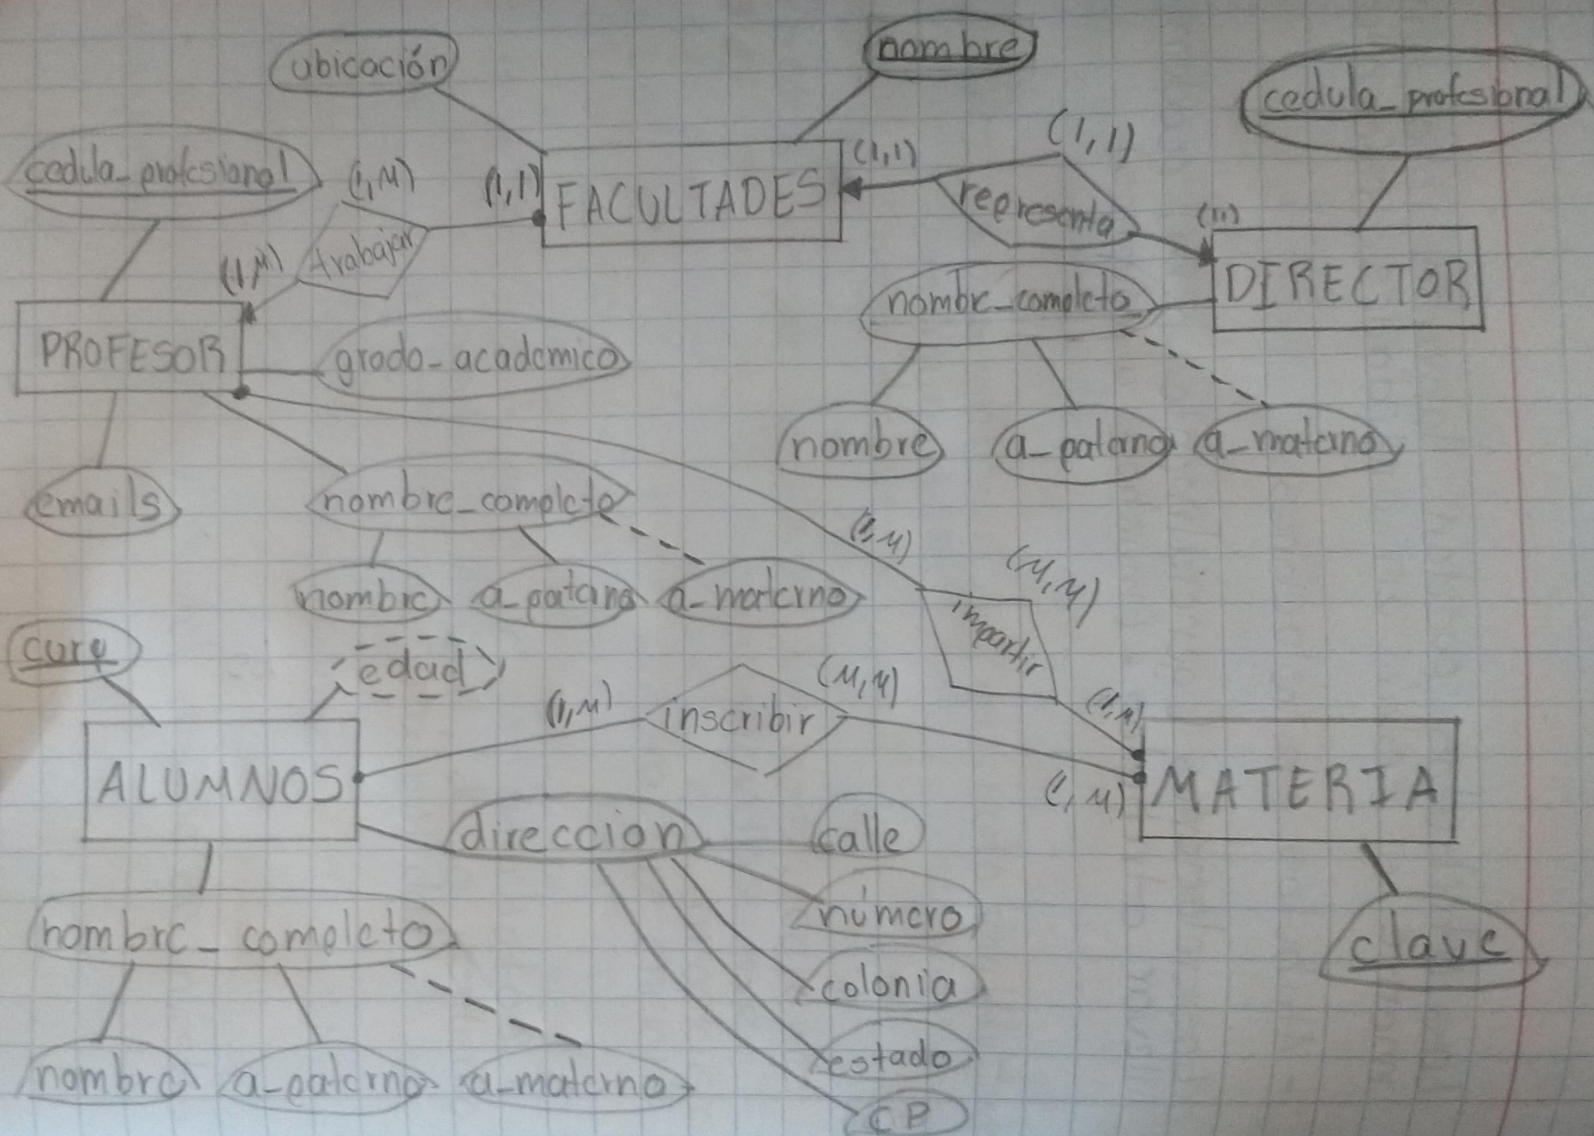 ubicación
nombre
cedula_profesional
cedula_profesional
(1,M)
(1,1)
FACULTADES
(1,1)
(1,1)
representa
(1,1)
DIRECTOR
trabajar
(1,M)
PROFESOR
grado_academico
nombre_completo
nombre
a_paterno
a_materno
emails
nombre_completo
nombre
a_paterno
a_materno
(1,M)
(M,M)
impartir
(1,M)
curp
edad
ALUMNOS
(1,M)
inscribir
(M,M)
(1,M)
MATERIA
clave
direccion
calle
número
colonia
estado
CP
nombre_completo
nombre
a_paterno
a_materno